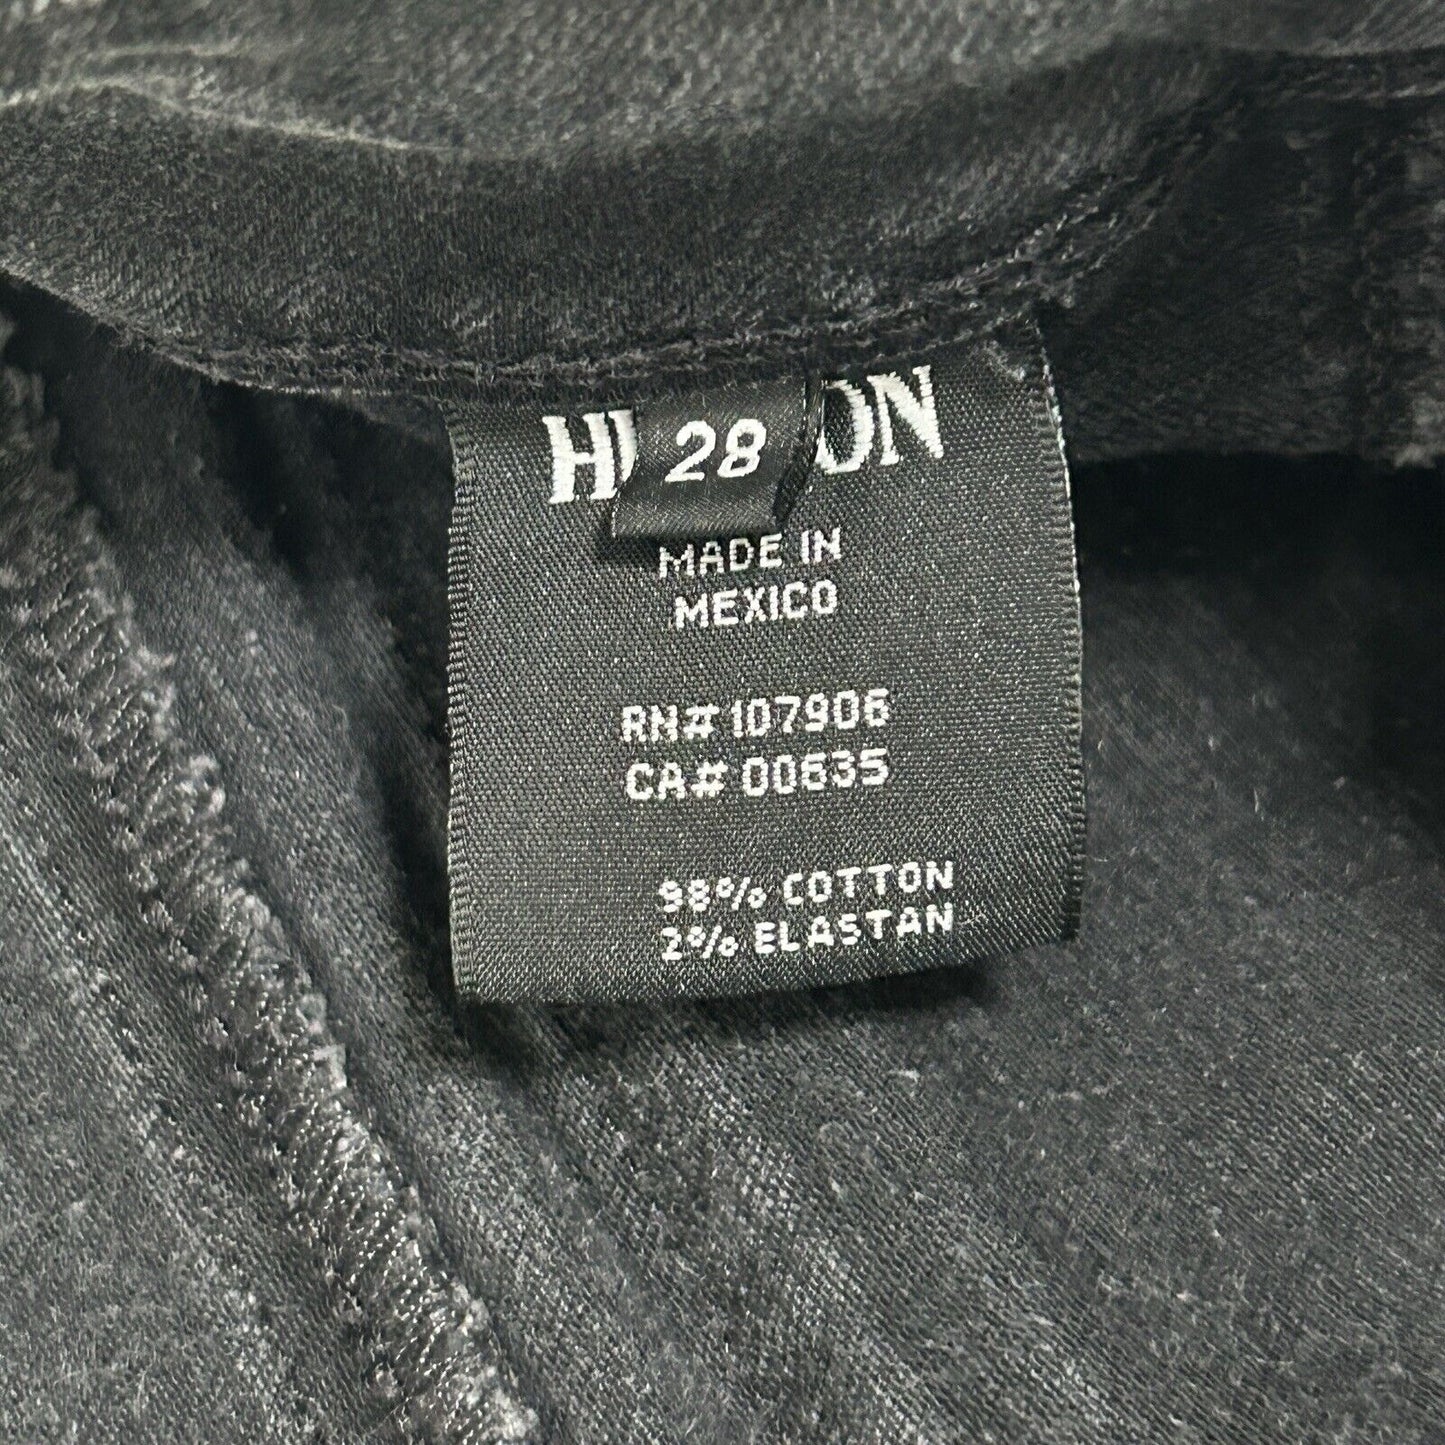 28
MADE IN
MEXICO
RN# 107906
CA# 00635
98% COTTON
2% ELASTAN